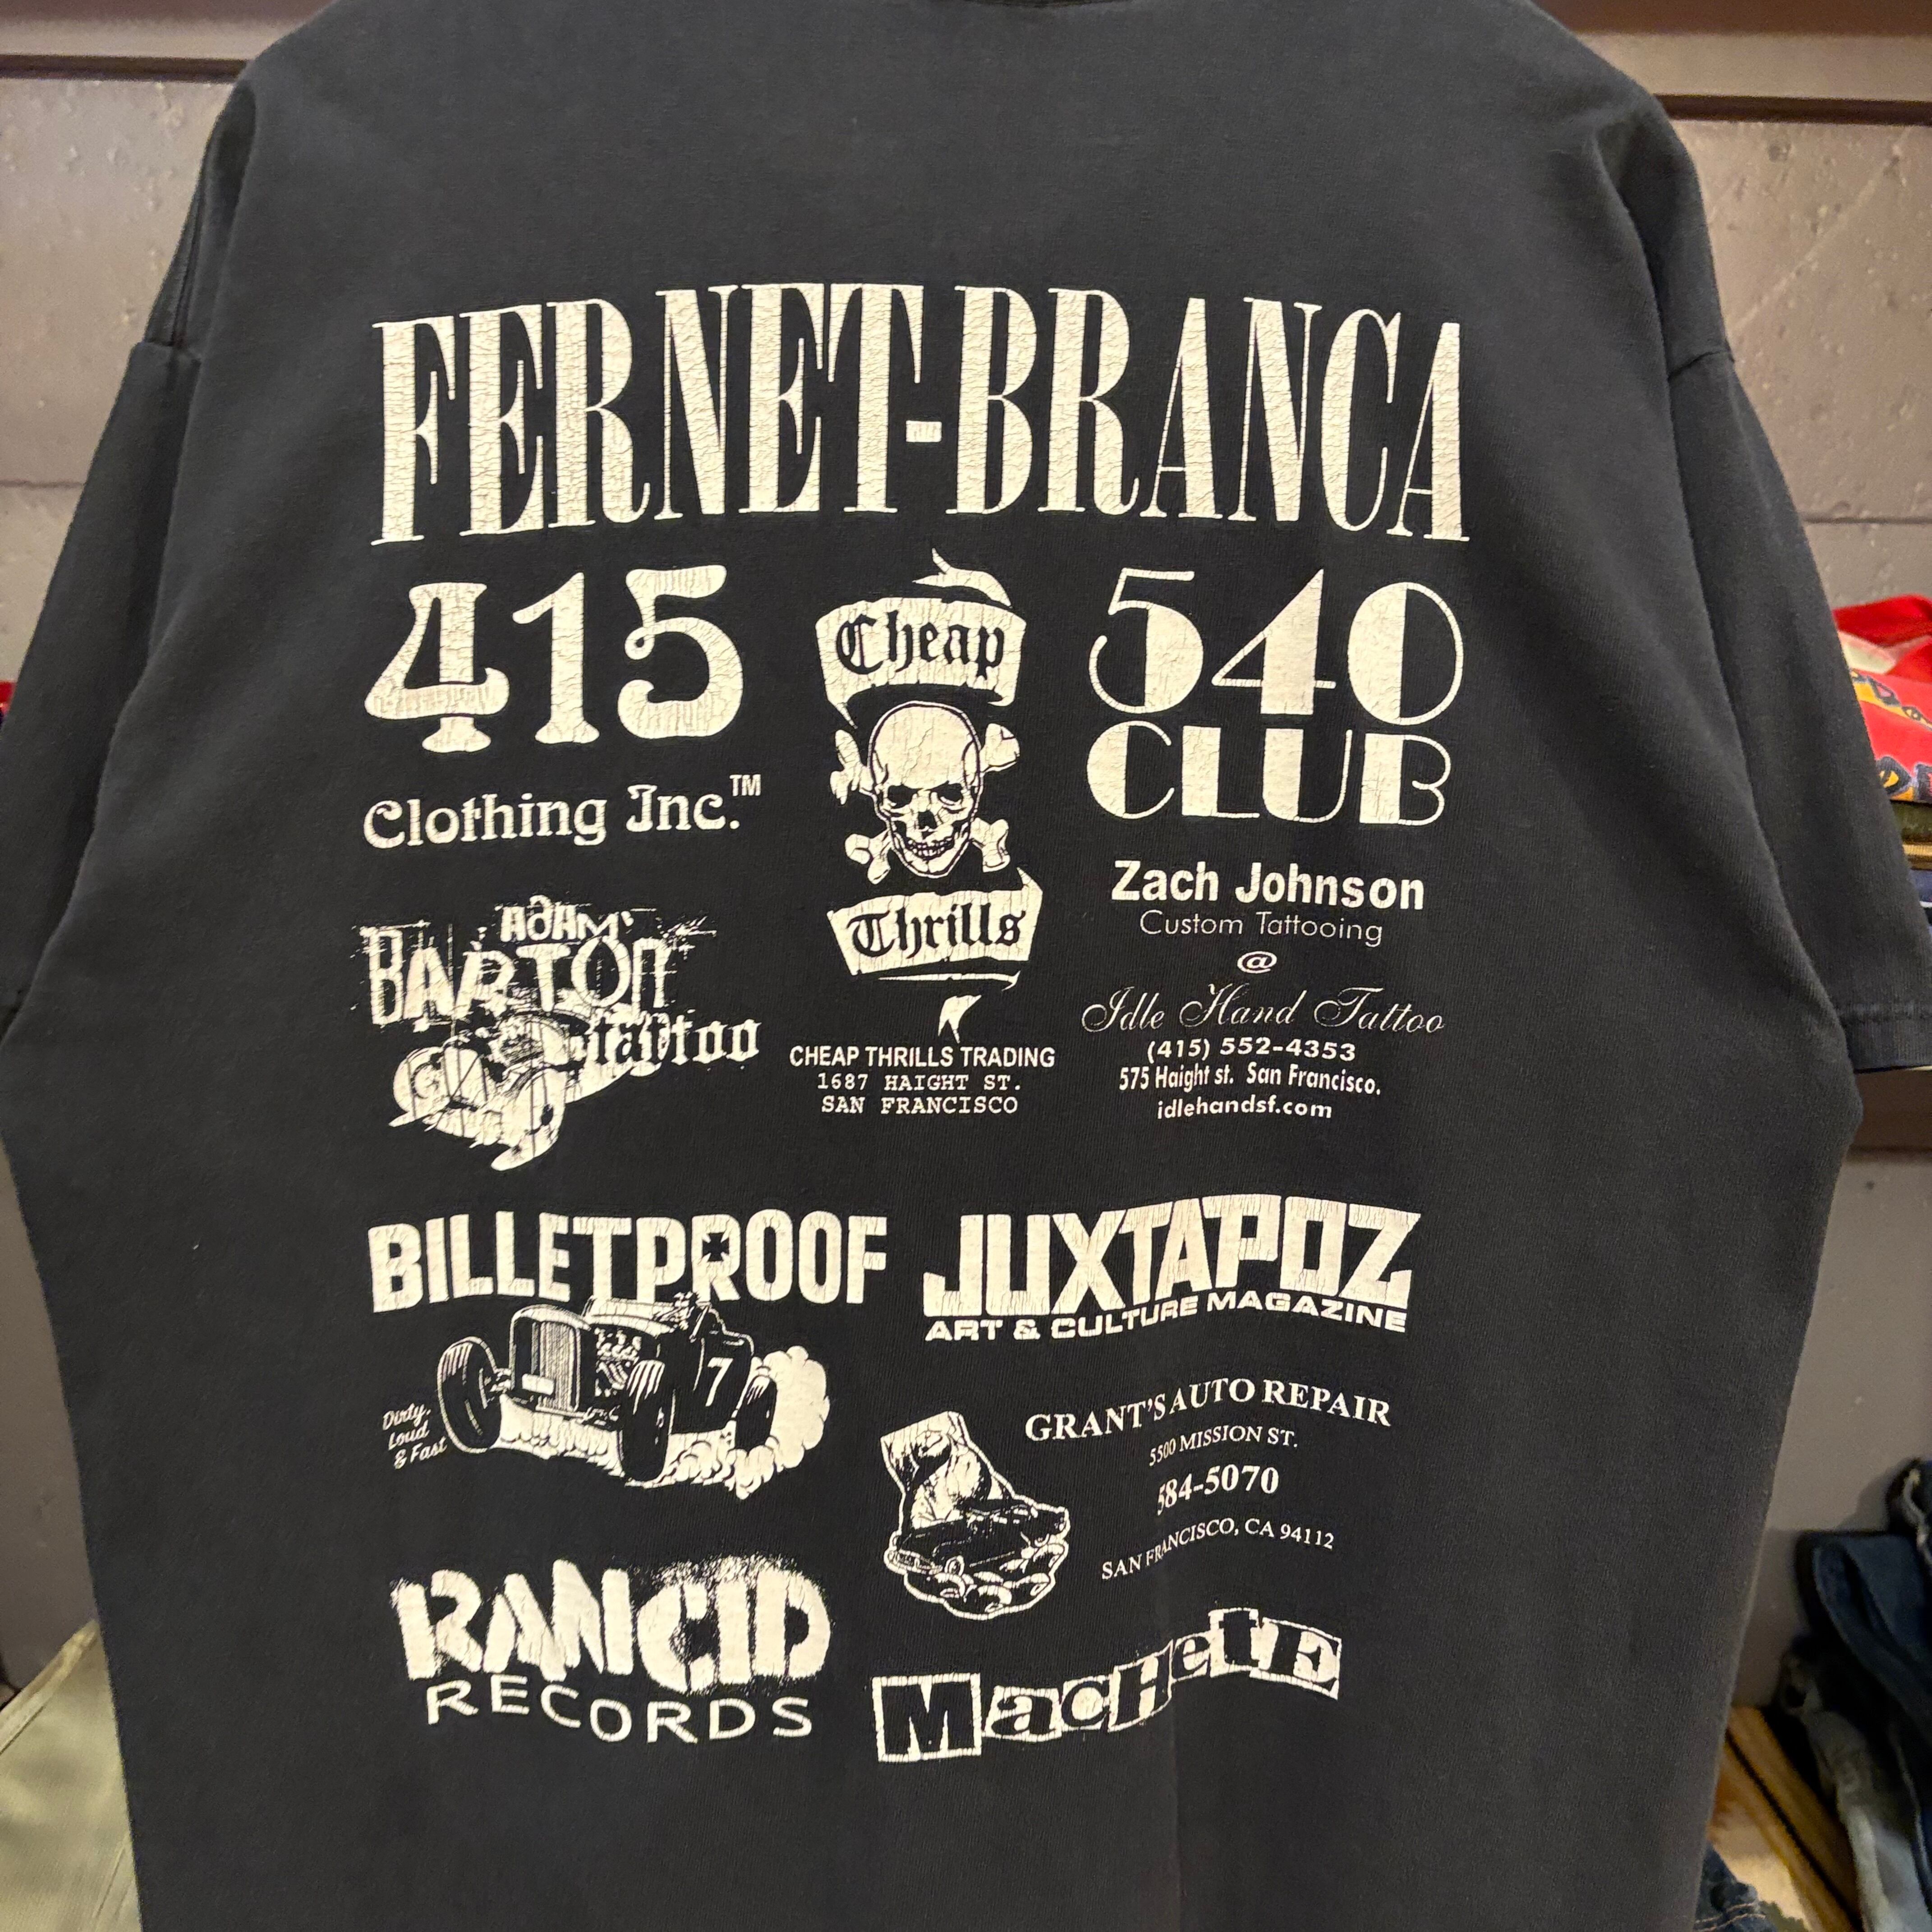 FERNET-BRANCA
415
Clothing Inc.™
Cheap
Thrills
CHEAP THRILLS TRADING
1687 HAIGHT ST.
SAN FRANCISCO
540
CLUB
Zach Johnson
Custom Tattooing
@
Idle Hand Tattoo
(415) 552-4353
575 Haight st. San Francisco.
idlehandsf.com
ADAM
BARTON
tattoo
BILLETPROOF
7
Dirty,
Loud
& Fast
JUXTAPOZ
ART & CULTURE MAGAZINE
GRANT'S AUTO REPAIR
5500 MISSION ST.
584-5070
SAN FRANCISCO, CA 94112
RANCID
RECORDS
MacHetE